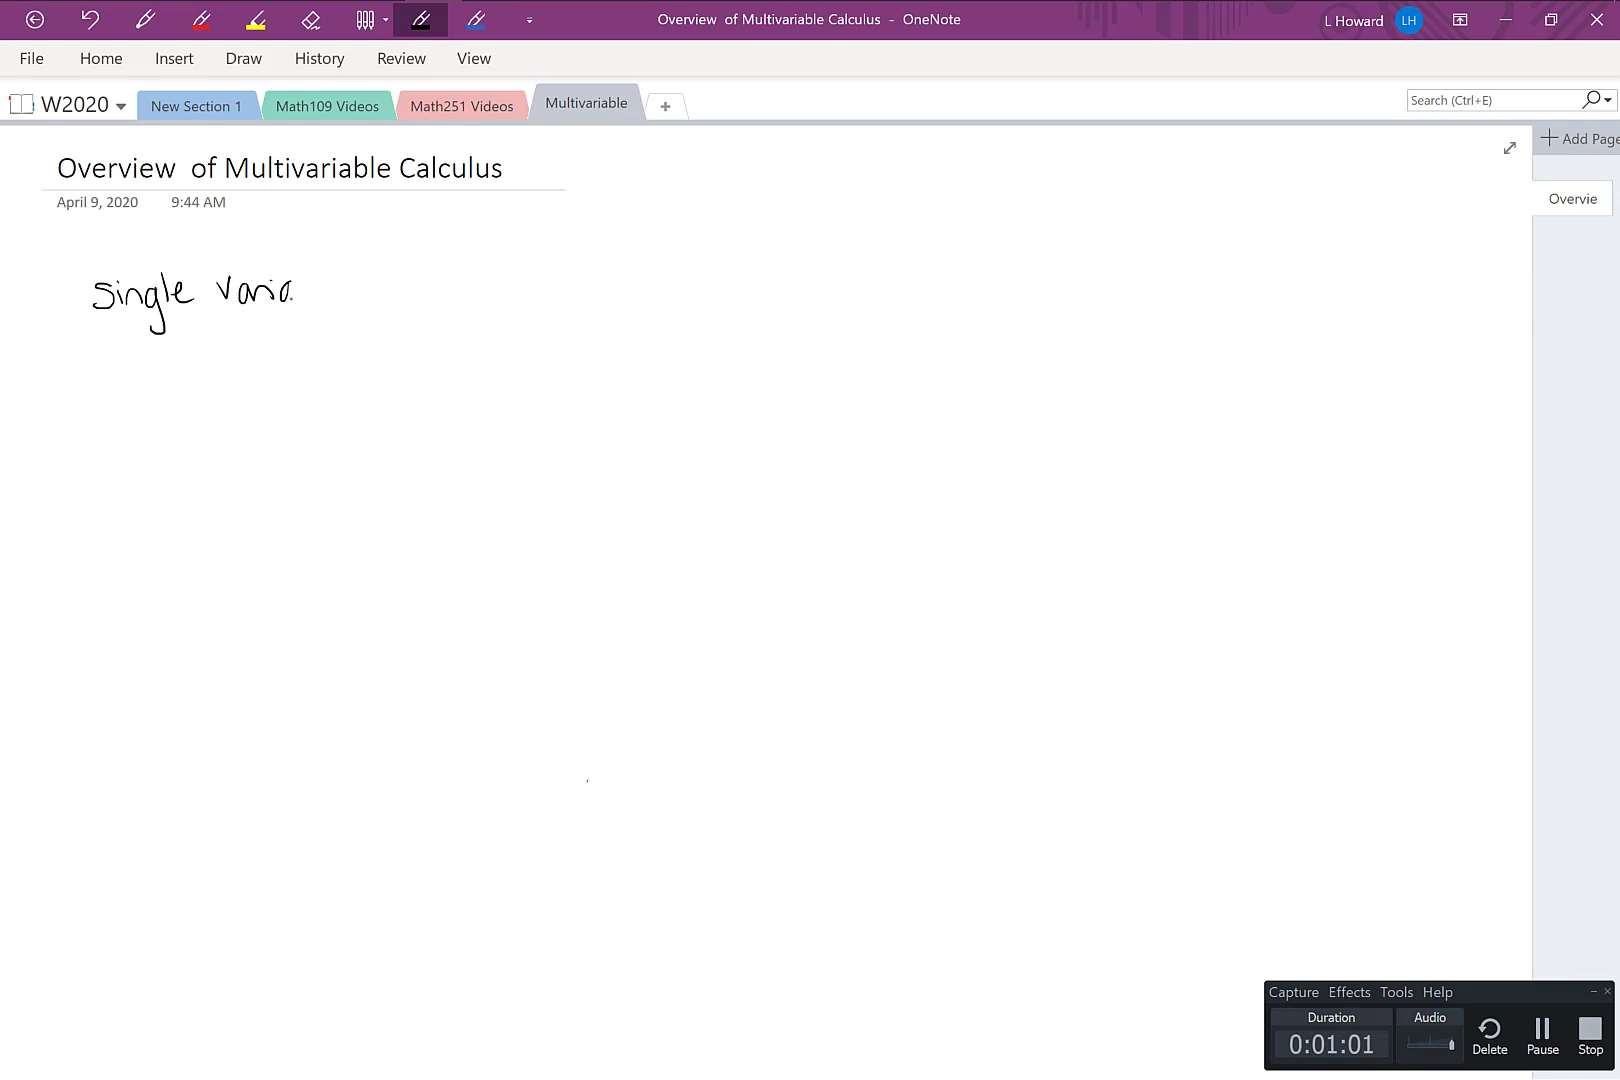 Overview of Multivariable Calculus - OneNote
L Howard LH
File Home Insert Draw History Review View
W2020 New Section 1 Math109 Videos Math251 Videos Multivariable +
Search (Ctrl+E)
Add Page
Overvie
Overview of Multivariable Calculus
April 9, 2020 9:44 AM
single varia
Capture Effects Tools Help
Duration Audio
0:01:01 Delete Pause Stop